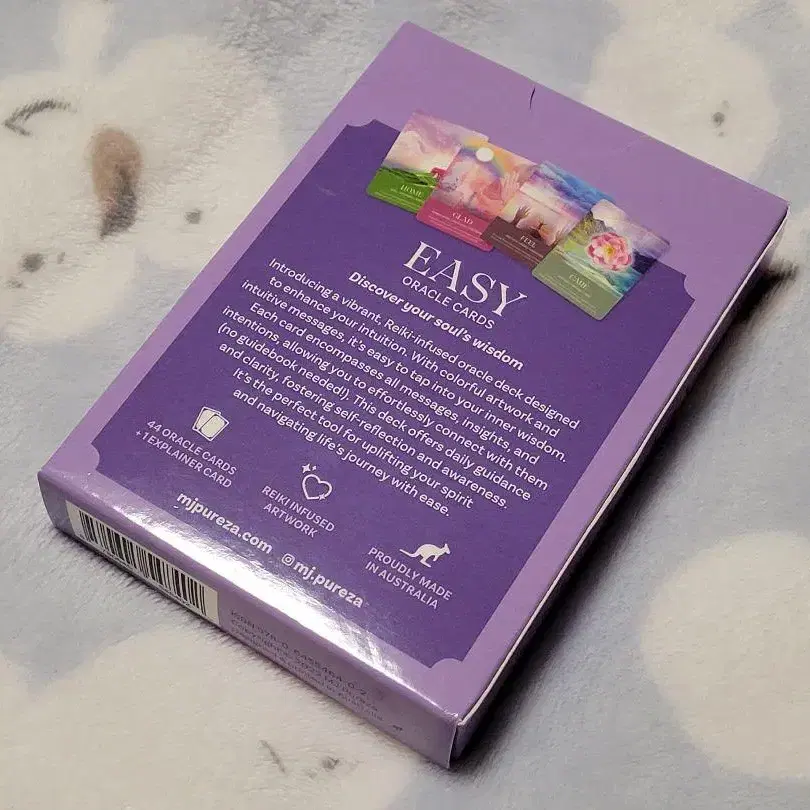 HOME
GLAD
FEEL
EASY
ORACLE CARDS
Discover your soul's wisdom
Introducing a vibrant, Reiki-infused oracle deck designed
to enhance your intuition. With colorful artwork and
intuitive messages, it's easy to tap into your inner wisdom.
Each card encompasses all messages, insights, and
intentions, allowing you to effortlessly connect with them
(no guidebook needed!). This deck offers daily guidance
and clarity, fostering self-reflection and awareness.
It's the perfect tool for uplifting your spirit
and navigating life's journey with ease.
44 ORACLE CARDS
+ 1 EXPLAINER CARD
REIKI INFUSED
ARTWORK
PROUDLY MADE
IN AUSTRALIA
mjpureza.com
mj.pureza
ISBN 978-0